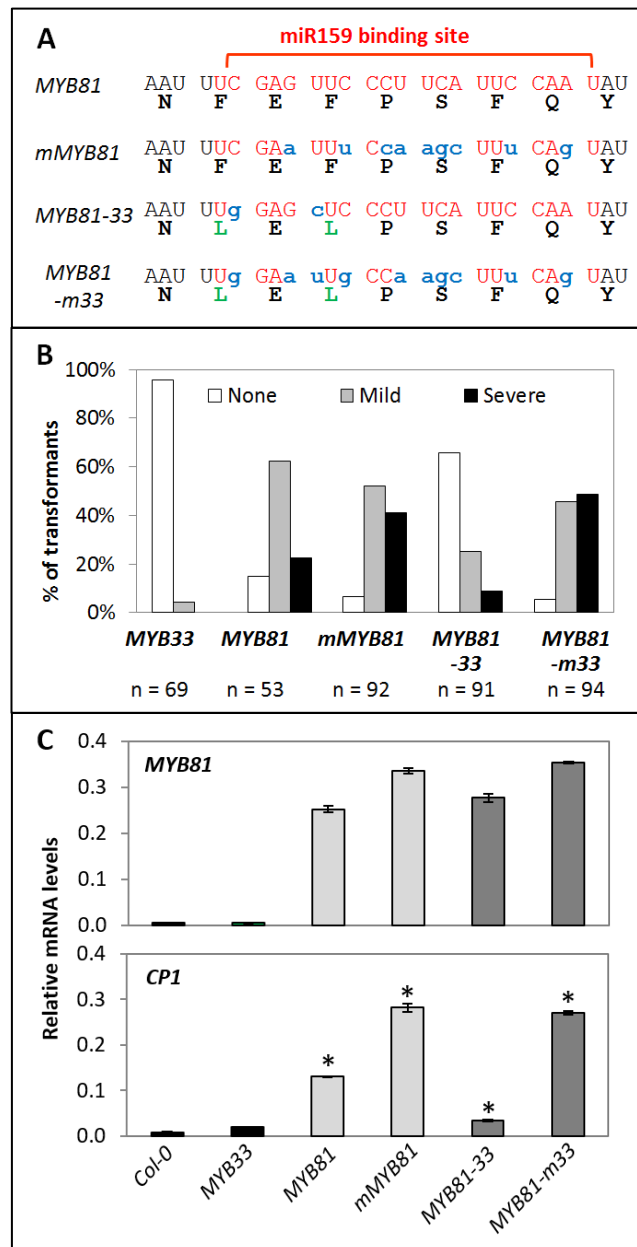 A
miR159 binding site
MYB81 AAU UUC GAG UUC CCU UCA UUC CAA UAU
N F E F P S F Q Y
mMYB81 AAU UUC GAa UUu CCa agc UUu CAg UAU
N F E F P S F Q Y
MYB81-33 AAU UUg GAG cUC CCU UCA UUC CAA UAU
N L E L P S F Q Y
MYB81
-m33 AAU UUg GAa uUg CCa agc UUu CAg UAU
N L E L P S F Q Y
B
None Mild Severe
100%
80%
60%
40%
20%
0%
% of transformants
MYB33 MYB81 mMYB81 MYB81
-33 MYB81
-m33
n = 69 n = 53 n = 92 n = 91 n = 94
C
Relative mRNA levels
MYB81
0.4
0.3
0.2
0.1
0.0
CP1
0.4
0.3
0.2
0.1
0.0
* * * *
Col-0 MYB33 MYB81 mMYB81 MYB81-33 MYB81-m33